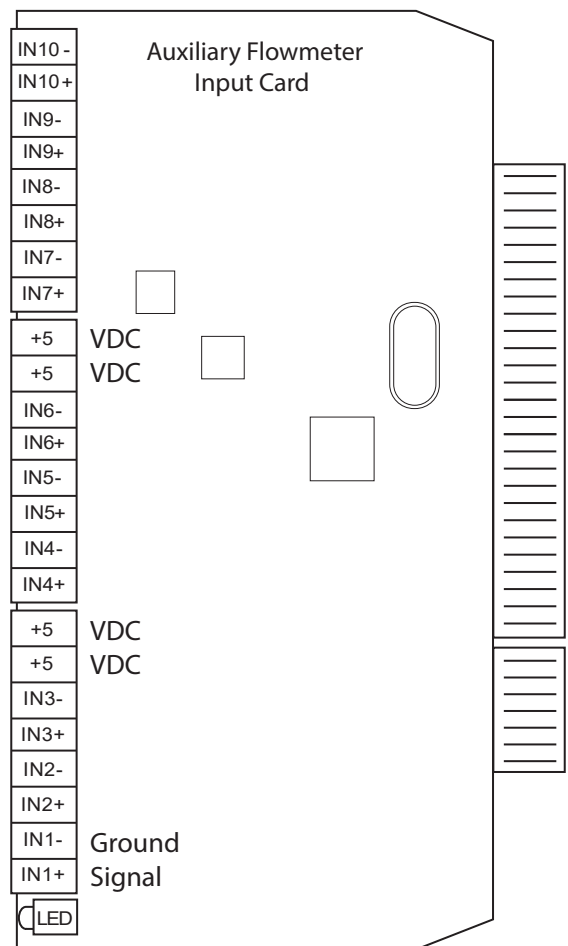 Auxiliary Flowmeter
Input Card
IN10 -
IN10 +
IN9-
IN9+
IN8-
IN8+
IN7-
IN7+
+5 VDC
+5 VDC
IN6-
IN6+
IN5-
IN5+
IN4-
IN4+
+5 VDC
+5 VDC
IN3-
IN3+
IN2-
IN2+
IN1- Ground
IN1+ Signal
LED